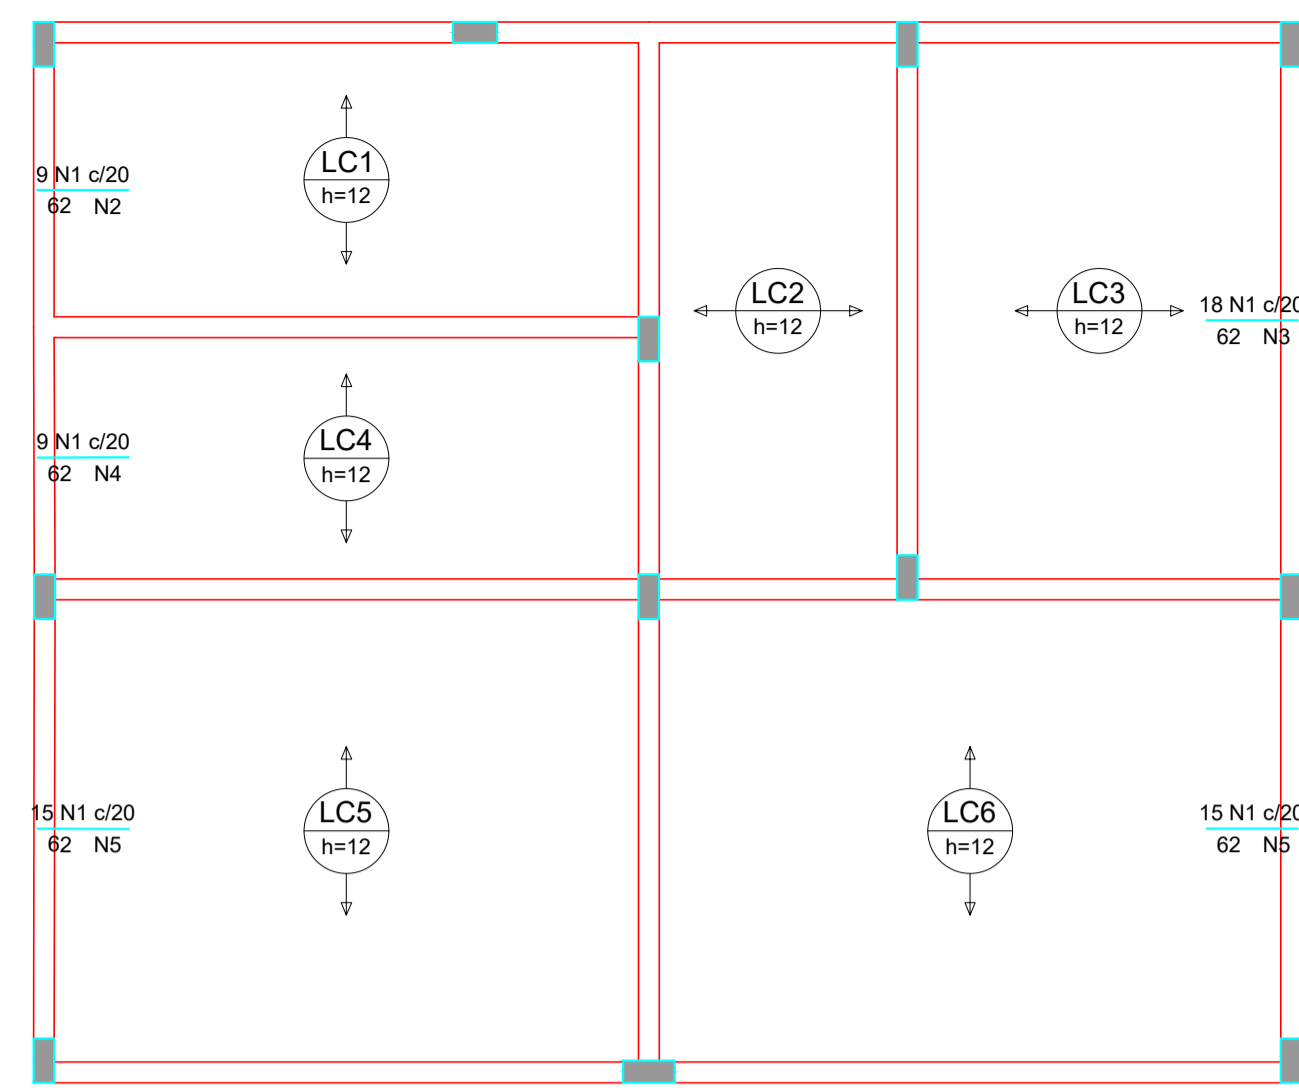 9 N1 c/20
62 N2
LC1
h=12
LC2
h=12
LC3
h=12
18 N1 c/20
62 N3
9 N1 c/20
62 N4
LC4
h=12
15 N1 c/20
62 N5
LC5
h=12
LC6
h=12
15 N1 c/20
62 N5